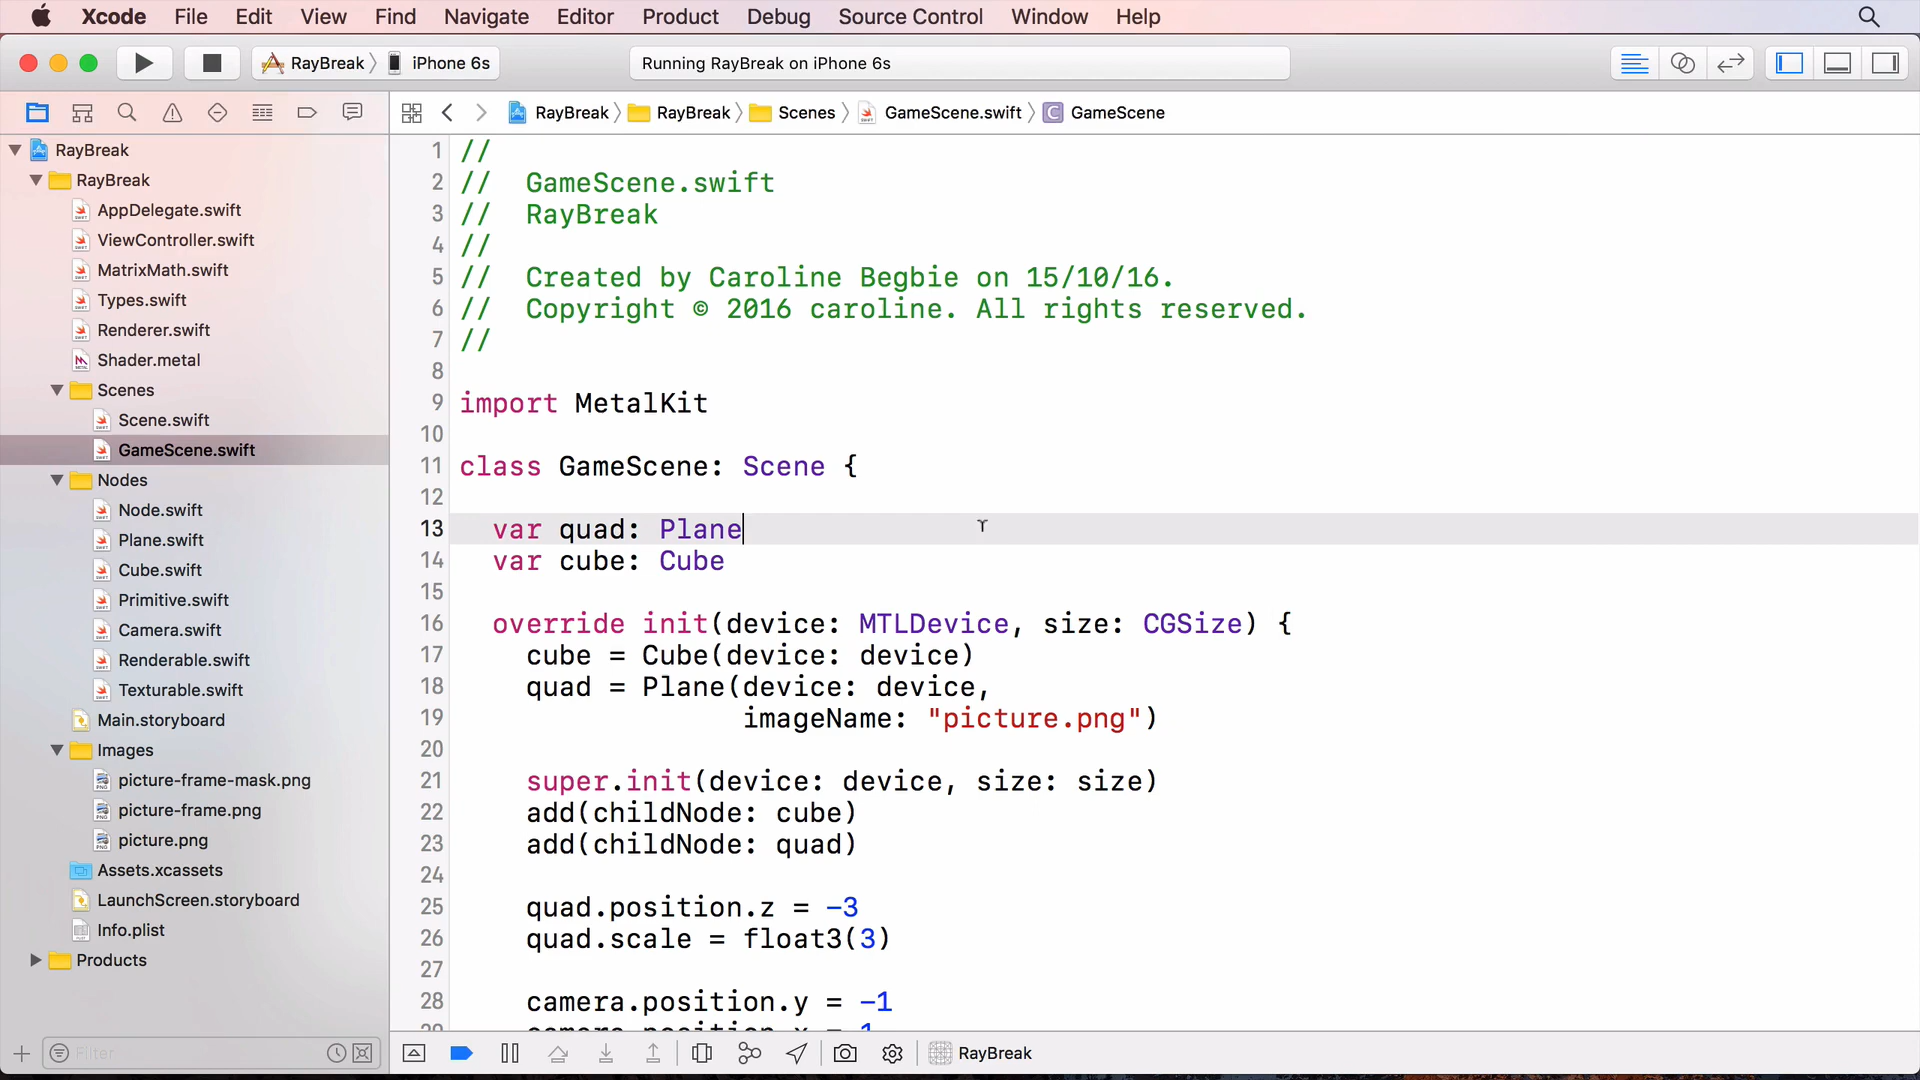 Xcode File Edit View Find Navigate Editor Product Debug Source Control Window Help
RayBreak iPhone 6s Running RayBreak on iPhone 6s
RayBreak RayBreak Scenes GameScene.swift C GameScene
RayBreak
RayBreak
AppDelegate.swift
ViewController.swift
MatrixMath.swift
Types.swift
Renderer.swift
Shader.metal
Scenes
Scene.swift
GameScene.swift
Nodes
Node.swift
Plane.swift
Cube.swift
Primitive.swift
Camera.swift
Renderable.swift
Texturable.swift
Main.storyboard
Images
picture-frame-mask.png
picture-frame.png
picture.png
Assets.xcassets
LaunchScreen.storyboard
Info.plist
Products
Filter
1 //
2 //  GameScene.swift
3 //  RayBreak
4 //
5 //  Created by Caroline Begbie on 15/10/16.
6 //  Copyright © 2016 caroline. All rights reserved.
7 //
8
9 import MetalKit
10
11 class GameScene: Scene {
12
13   var quad: Plane
14   var cube: Cube
15
16   override init(device: MTLDevice, size: CGSize) {
17     cube = Cube(device: device)
18     quad = Plane(device: device,
19                  imageName: "picture.png")
20
21     super.init(device: device, size: size)
22     add(childNode: cube)
23     add(childNode: quad)
24
25     quad.position.z = -3
26     quad.scale = float3(3)
27
28     camera.position.y = -1
RayBreak